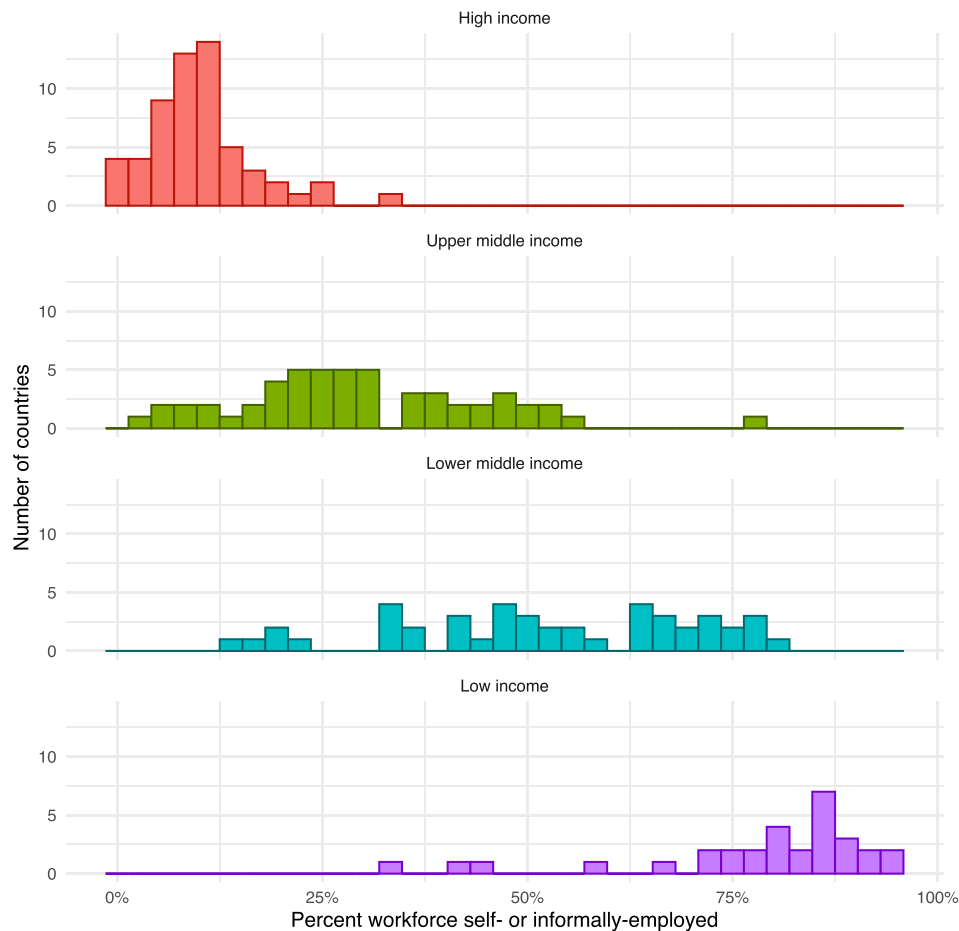 High income
10
5
0
Upper middle income
10
5
0
Lower middle income
10
5
0
Low income
10
5
0
Number of countries
0% 25% 50% 75% 100%
Percent workforce self- or informally-employed